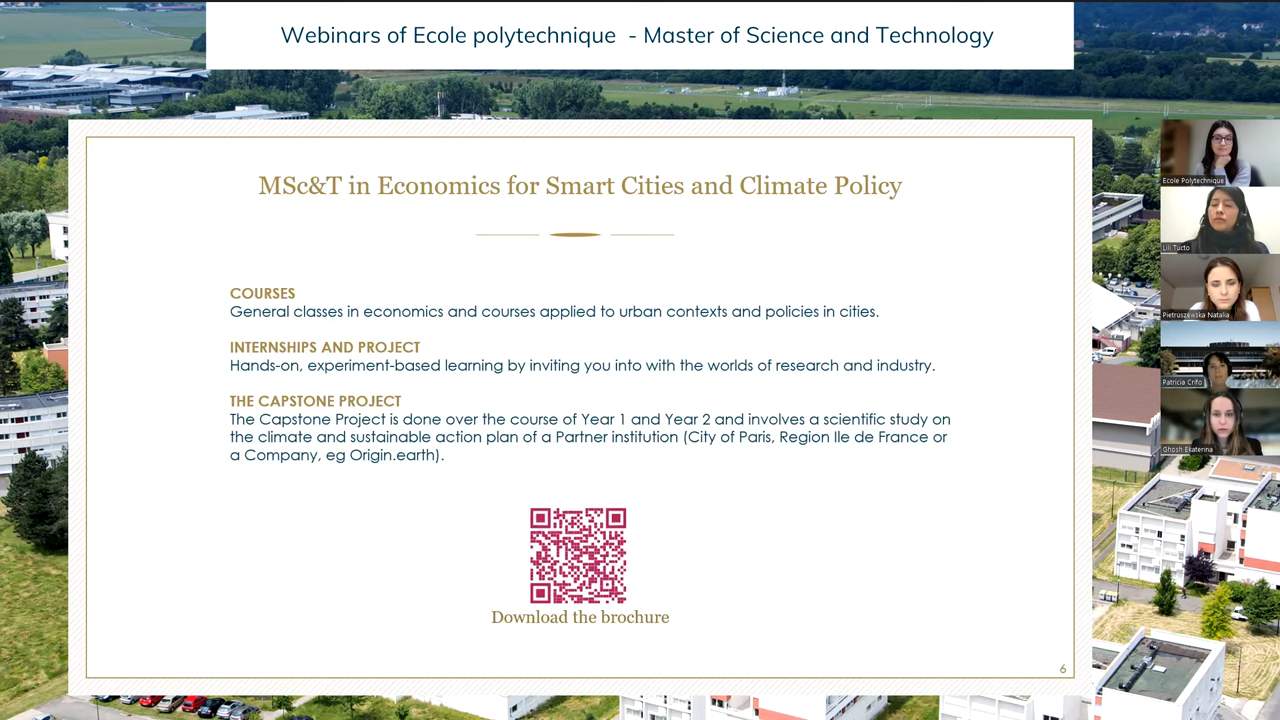 Webinars of Ecole polytechnique - Master of Science and Technology
MSc&T in Economics for Smart Cities and Climate Policy
COURSES
General classes in economics and courses applied to urban contexts and policies in cities.
INTERNSHIPS AND PROJECT
Hands-on, experiment-based learning by inviting you into with the worlds of research and industry.
THE CAPSTONE PROJECT
The Capstone Project is done over the course of Year 1 and Year 2 and involves a scientific study on
the climate and sustainable action plan of a Partner institution (City of Paris, Region Ile de France or
a Company, eg Origin.earth).
Download the brochure
6
Ecole Polytechnique
Lili Tucto
Pietruszewska Natalia
Patricia Crifo
Ghosh Ekaterina